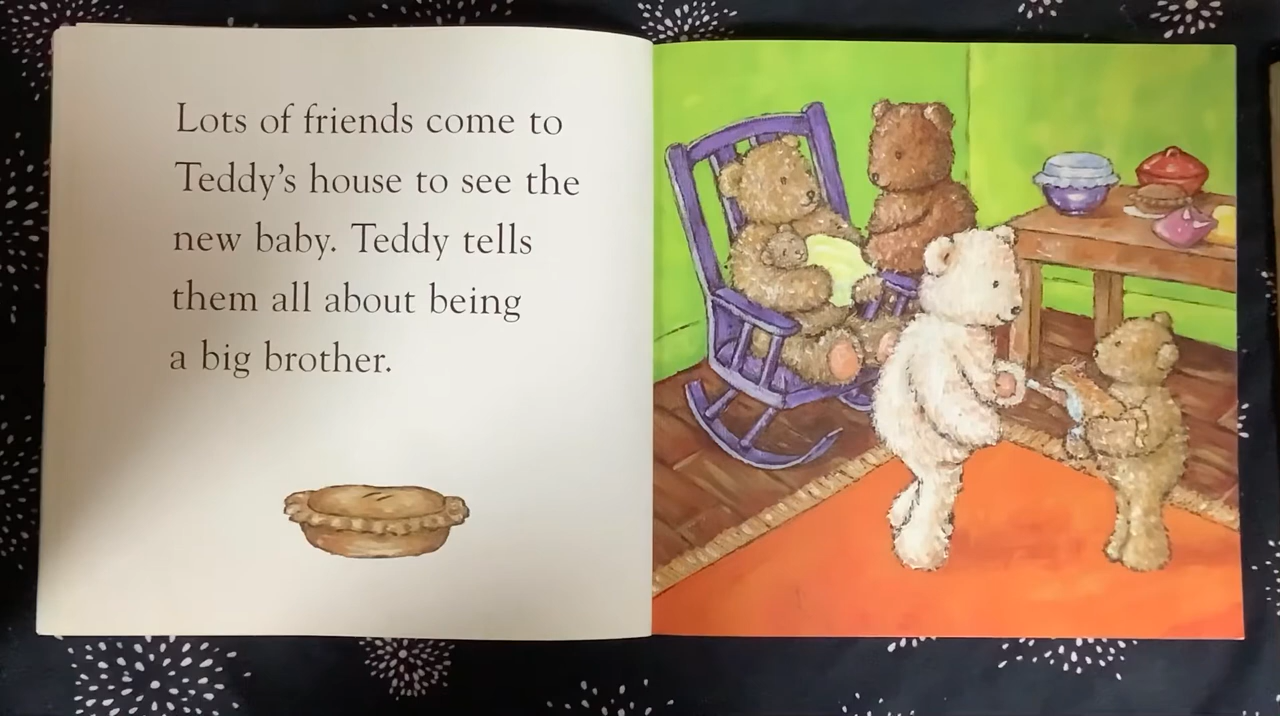 Lots of friends come to
Teddy's house to see the
new baby. Teddy tells
them all about being
a big brother.